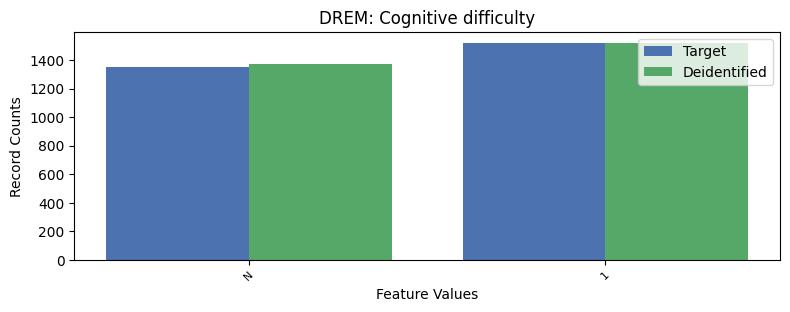 DREM: Cognitive difficulty
Target
Deidentified
Record Counts
1400
1200
1000
800
600
400
200
0
N
1
Feature Values